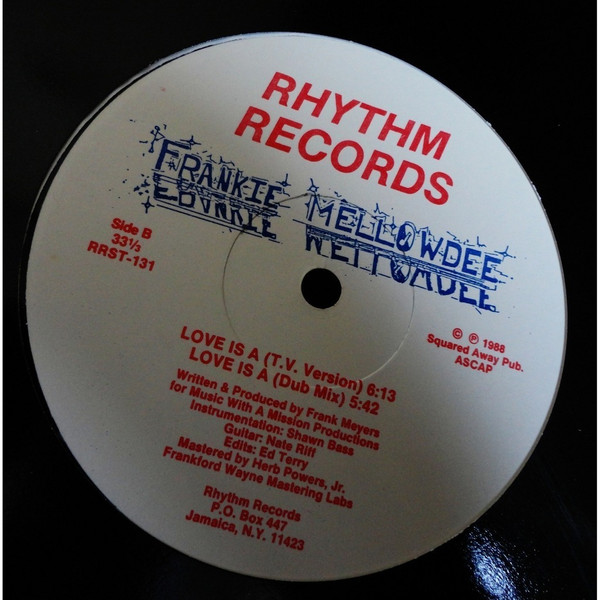 RHYTHM
RECORDS
FRANKIE MELLOWDEE
Side B
33⅓
RRST-131
© ℗ 1988
Squared Away Pub.
ASCAP
LOVE IS A (T.V. Version) 6:13
LOVE IS A (Dub Mix) 5:42
Written & Produced by Frank Meyers
for Music With A Mission Productions
Instrumentation: Shawn Bass
Guitar: Nate Riff
Edits: Ed Terry
Mastered by Herb Powers, Jr.
Frankford Wayne Mastering Labs
Rhythm Records
P.O. Box 447
Jamaica, N.Y. 11423